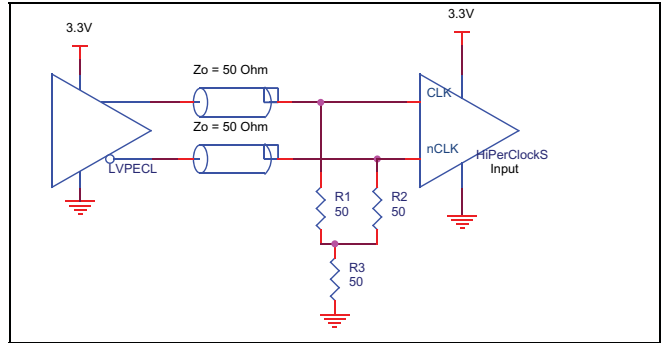 3.3V
3.3V
Zo = 50 Ohm
CLK
Zo = 50 Ohm
nCLK
HiPerClockS
Input
LVPECL
R1
50
R2
50
R3
50